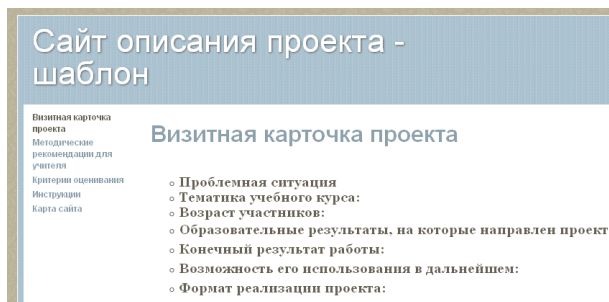 Сайт описания проекта -
шаблон
Визитная карточка
проекта
Методические
рекомендации для
учителя
Критерии оценивания
Инструкции
Карта сайта
Визитная карточка проекта
Проблемная ситуация
Тематика учебного курса:
Возраст участников:
Образовательные результаты, на которые направлен проект
Конечный результат работы:
Возможность его использования в дальнейшем:
Формат реализации проекта: